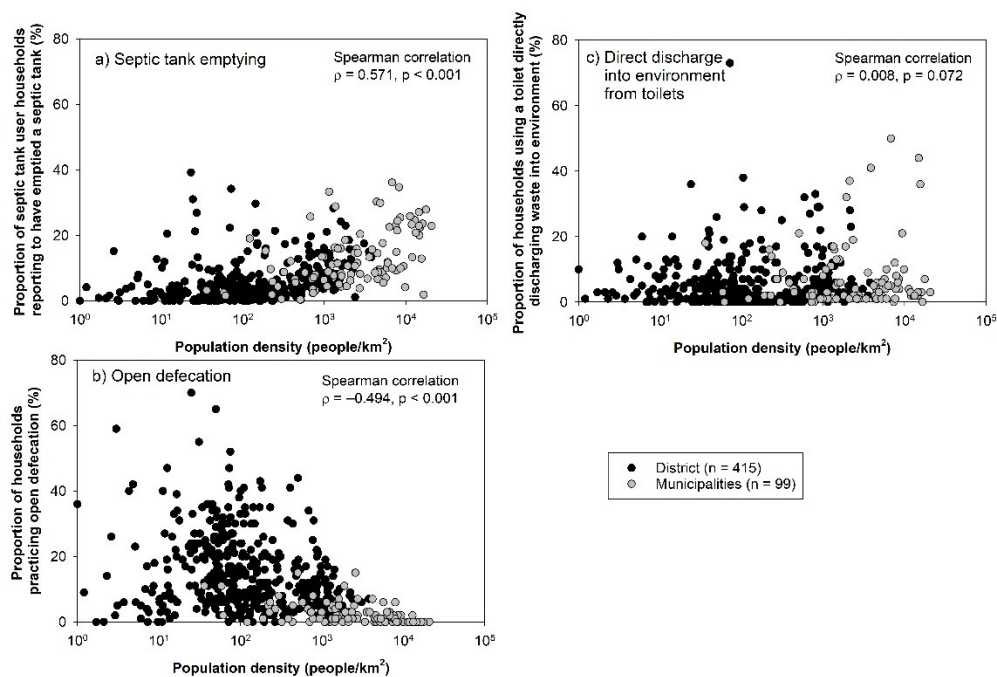 a) Septic tank emptying
Spearman correlation
ρ = 0.571, p < 0.001
Proportion of septic tank user households
reporting to have emptied a septic tank (%)
80
60
40
20
0
10⁰
10¹
10²
10³
10⁴
10⁵
Population density (people/km²)
c) Direct discharge
into environment
from toilets
Spearman correlation
ρ = 0.008, p = 0.072
Proportion of households using a toilet directly
discharging waste into environment (%)
80
60
40
20
0
10⁰
10¹
10²
10³
10⁴
10⁵
Population density (people/km²)
b) Open defecation
Spearman correlation
ρ = –0.494, p < 0.001
Proportion of households
practicing open defecation (%)
80
60
40
20
0
10⁰
10¹
10²
10³
10⁴
10⁵
Population density (people/km²)
District (n = 415)
Municipalities (n = 99)